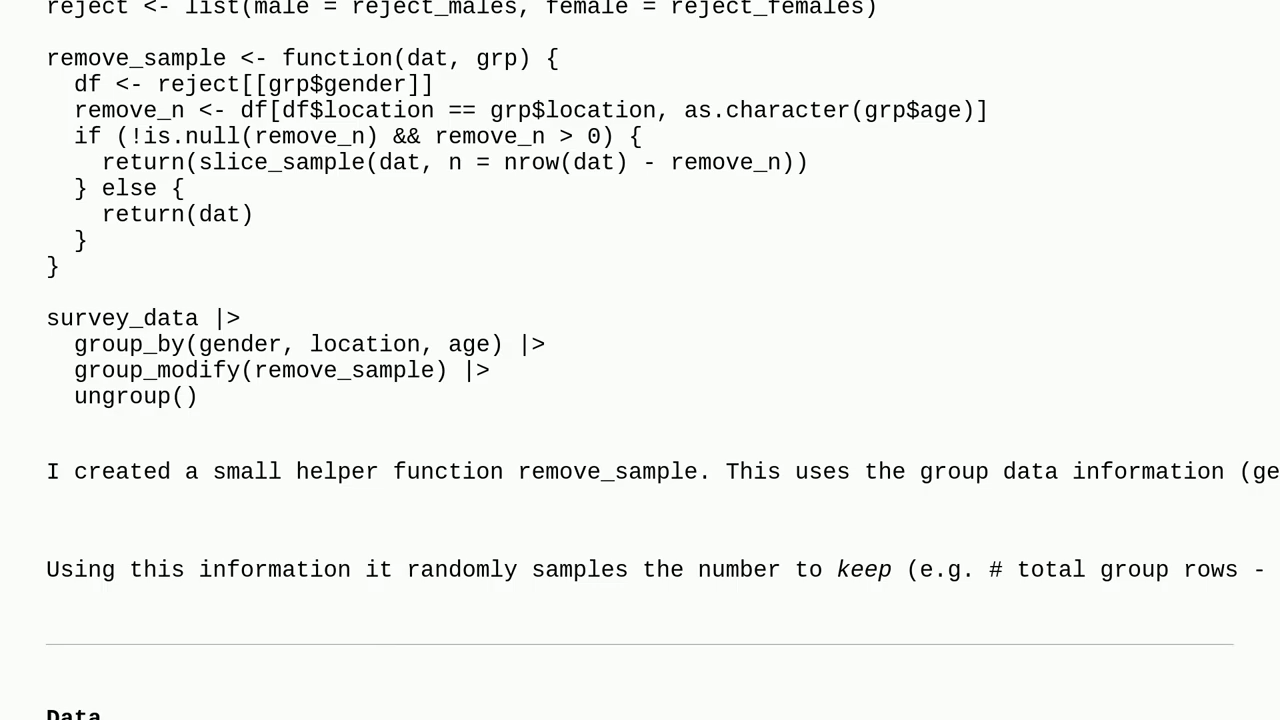 reject <- list(male = reject_males, female = reject_females)
remove_sample <- function(dat, grp) {
  df <- reject[[grp$gender]]
  remove_n <- df[df$location == grp$location, as.character(grp$age)]
  if (!is.null(remove_n) && remove_n > 0) {
    return(slice_sample(dat, n = nrow(dat) - remove_n))
  } else {
    return(dat)
  }
}
survey_data |>
  group_by(gender, location, age) |>
  group_modify(remove_sample) |>
  ungroup()
I created a small helper function remove_sample. This uses the group data information (ge
Using this information it randomly samples the number to keep (e.g. # total group rows -
Data